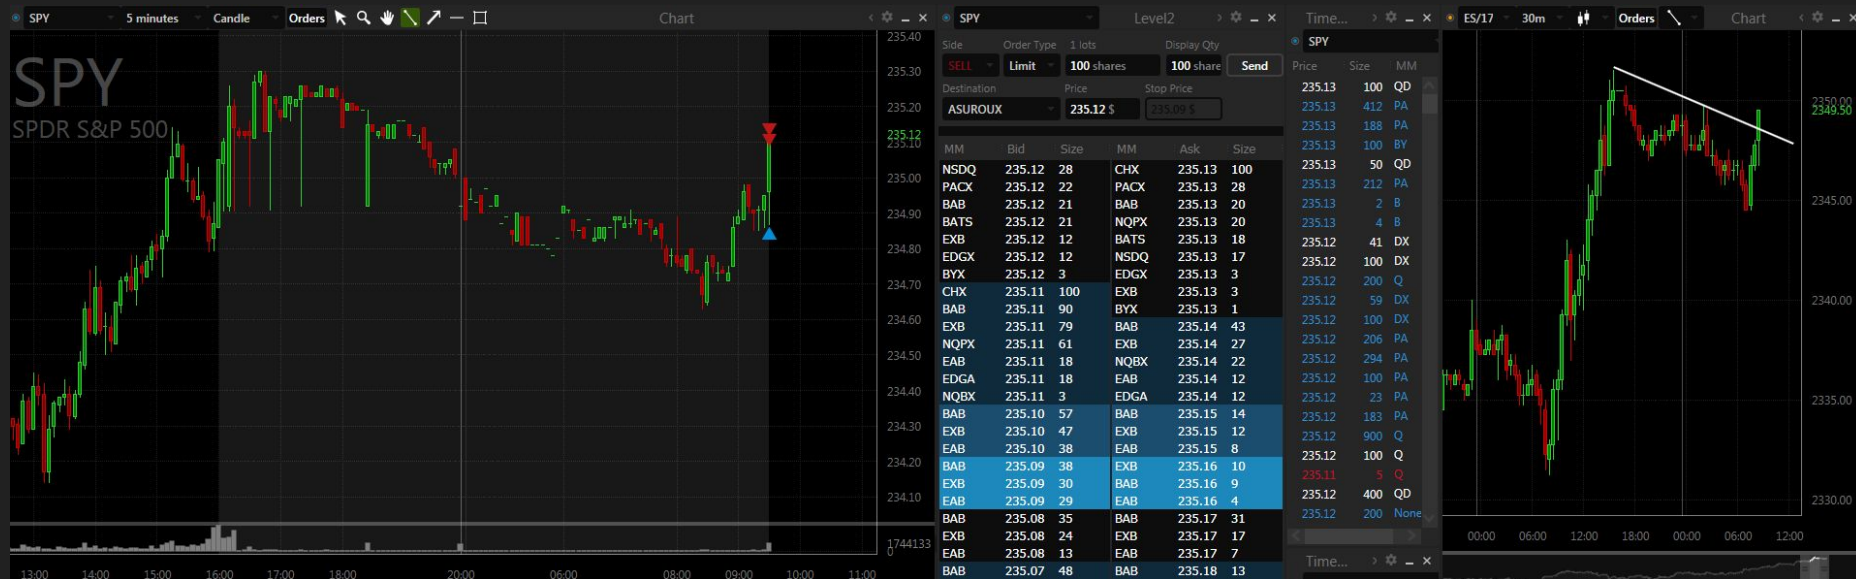 SPY 5 minutes Candle Orders Chart
SPY
SPDR S&P 500
235.40
235.30
235.20
235.12
235.10
235.00
234.90
234.80
234.70
234.60
234.50
234.40
234.30
234.20
234.10
1744133
0
13:00 14:00 15:00 16:00 17:00 18:00 20:00 06:00 08:00 09:00 10:00 11:00
SPY Level2
Side Order Type 1 lots Display Qty
SELL Limit 100 shares 100 share Send
Destination Price Stop Price
ASUROUX 235.12 $ 235.09 $
MM Bid Size MM Ask Size
NSDQ 235.12 28 CHX 235.13 100
PACX 235.12 22 PACX 235.13 28
BAB 235.12 21 BAB 235.13 20
BATS 235.12 21 NQPX 235.13 20
EXB 235.12 12 BATS 235.13 18
EDGX 235.12 12 NSDQ 235.13 17
BYX 235.12 3 EDGX 235.13 3
CHX 235.11 100 EXB 235.13 3
BAB 235.11 90 BYX 235.13 1
EXB 235.11 79 BAB 235.14 43
NQPX 235.11 61 EXB 235.14 27
EAB 235.11 18 NQBX 235.14 22
EDGA 235.11 18 EAB 235.14 12
NQBX 235.11 3 EDGA 235.14 12
BAB 235.10 57 BAB 235.15 14
EXB 235.10 47 EXB 235.15 12
EAB 235.10 38 EAB 235.15 8
BAB 235.09 38 EXB 235.16 10
EXB 235.09 30 BAB 235.16 9
EAB 235.09 29 EAB 235.16 4
BAB 235.08 35 BAB 235.17 31
EXB 235.08 24 EXB 235.17 17
EAB 235.08 13 EAB 235.17 7
BAB 235.07 48 BAB 235.18 13
Time...
SPY
Price Size MM
235.13 100 QD
235.13 412 PA
235.13 188 PA
235.13 100 BY
235.13 50 QD
235.13 212 PA
235.13 2 B
235.13 4 B
235.12 41 DX
235.12 100 DX
235.12 200 Q
235.12 59 DX
235.12 100 DX
235.12 206 PA
235.12 294 PA
235.12 100 PA
235.12 23 PA
235.12 183 PA
235.12 900 Q
235.12 100 Q
235.11 5 Q
235.12 400 QD
235.12 200 None
Time...
ES/17 30m Orders Chart
2350.00
2349.50
2345.00
2340.00
2335.00
2330.00
00:00 06:00 12:00 18:00 00:00 06:00 12:00